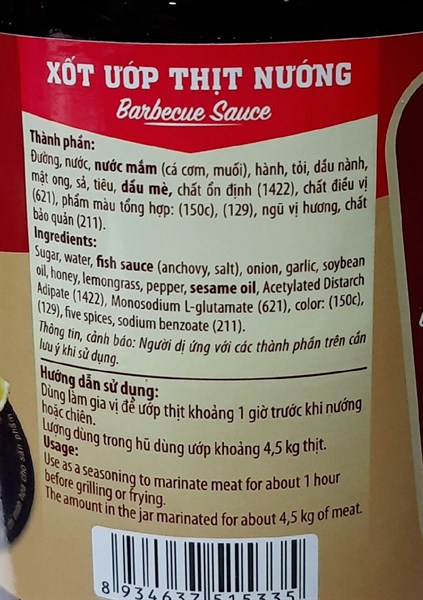 XỐT ƯỚP THỊT NƯỚNG
Barbecue Sauce
Thành phần:
Đường, nước, nước mắm (cá cơm, muối), hành, tỏi, dầu nành,
mật ong, sả, tiêu, dầu mè, chất ổn định (1422), chất điều vị
(621), phẩm màu tổng hợp: (150c), (129), ngũ vị hương, chất
bảo quản (211).
Ingredients:
Sugar, water, fish sauce (anchovy, salt), onion, garlic, soybean
oil, honey, lemongrass, pepper, sesame oil, Acetylated Distarch
Adipate (1422), Monosodium L-glutamate (621), color: (150c),
(129), five spices, sodium benzoate (211).
Thông tin, cảnh báo: Người dị ứng với các thành phần trên cần
lưu ý khi sử dụng.
Hướng dẫn sử dụng:
Dùng làm gia vị để ướp thịt khoảng 1 giờ trước khi nướng
hoặc chiên.
Lượng dùng trong hũ dùng ướp khoảng 4,5 kg thịt.
Usage:
Use as a seasoning to marinate meat for about 1 hour
before grilling or frying.
The amount in the jar marinated for about 4,5 kg of meat.
8 934637 515335